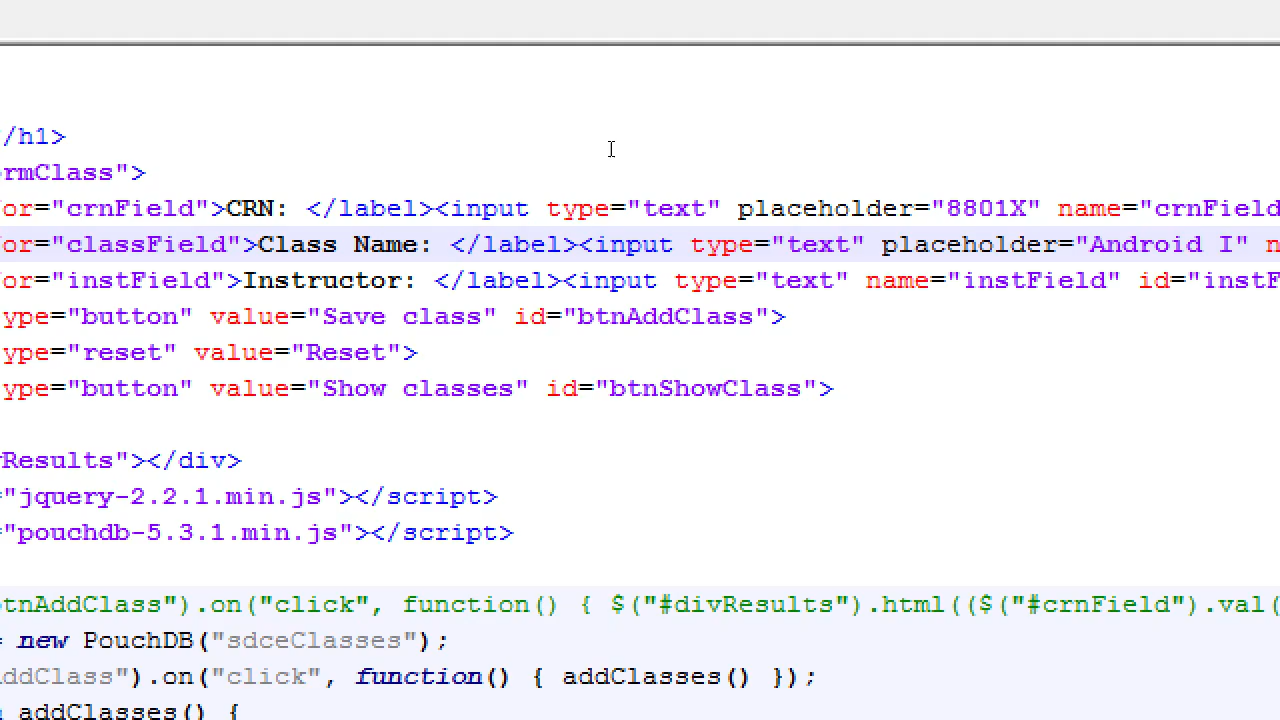 /h1>
rmClass">
or="crnField">CRN: </label><input type="text" placeholder="8801X" name="crnField
or="classField">Class Name: </label><input type="text" placeholder="Android I" n
or="instField">Instructor: </label><input type="text" name="instField" id="instF
ype="button" value="Save class" id="btnAddClass">
ype="reset" value="Reset">
ype="button" value="Show classes" id="btnShowClass">
Results"></div>
="jquery-2.2.1.min.js"></script>
="pouchdb-5.3.1.min.js"></script>
tnAddClass").on("click", function() { $("#divResults").html(($("#crnField").val(
= new PouchDB("sdceClasses");
ddClass").on("click", function() { addClasses() });
addClasses() {